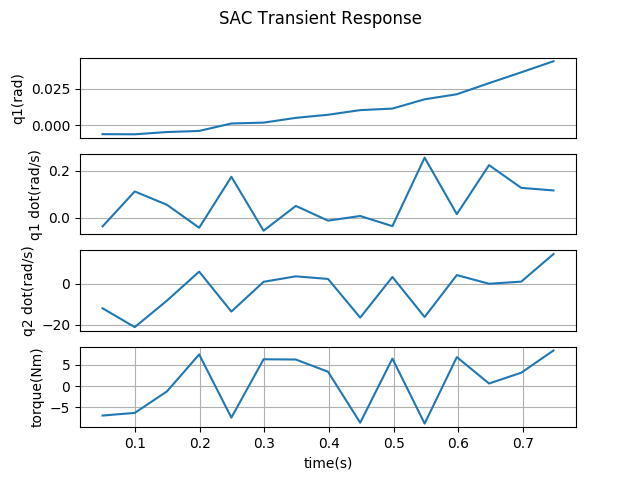 SAC Transient Response
q1(rad)
0.025
0.000
q1 dot(rad/s)
0.2
0.0
q2 dot(rad/s)
0
−20
torque(Nm)
5
0
−5
0.1 0.2 0.3 0.4 0.5 0.6 0.7
time(s)